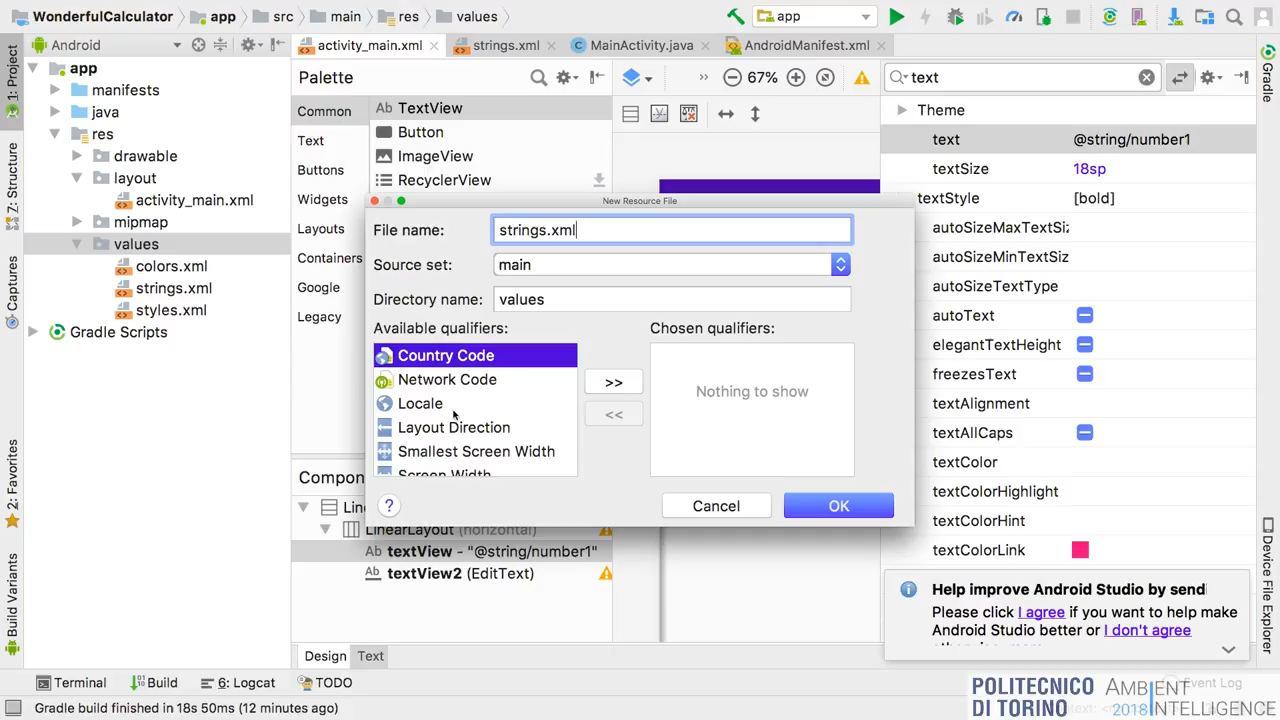 WonderfulCalculator
app
src
main
res
values
app
Android
activity_main.xml
strings.xml
MainActivity.java
AndroidManifest.xml
1: Project
Z: Structure
Captures
2: Favorites
Build Variants
app
manifests
java
res
drawable
layout
activity_main.xml
mipmap
values
colors.xml
strings.xml
styles.xml
Gradle Scripts
Palette
Common
Text
Buttons
Widgets
Layouts
Containers
Google
Legacy
Ab TextView
Button
ImageView
RecyclerView
67%
text
Theme
text @string/number1
textSize 18sp
textStyle [bold]
autoSizeMaxTextSiz
autoSizeMinTextSiz
autoSizeTextType
autoText
elegantTextHeight
freezesText
textAlignment
textAllCaps
textColor
textColorHighlight
textColorHint
textColorLink
Gradle
Device File Explorer
New Resource File
File name: strings.xml
Source set: main
Directory name: values
Available qualifiers:
Chosen qualifiers:
Country Code
Network Code
Locale
Layout Direction
Smallest Screen Width
Screen Width
>>
<<
Nothing to show
?
Cancel
OK
Compon
Lin
LinearLayout (horizontal)
Ab textView - "@string/number1"
Ab textView2 (EditText)
Help improve Android Studio by send
Please click I agree if you want to help make
Android Studio better or I don't agree
Design
Text
Terminal
Build
6: Logcat
TODO
Event Log
Gradle build finished in 18s 50ms (12 minutes ago)
POLITECNICO
DI TORINO
AMBIENT
2018 INTELLIGENCE